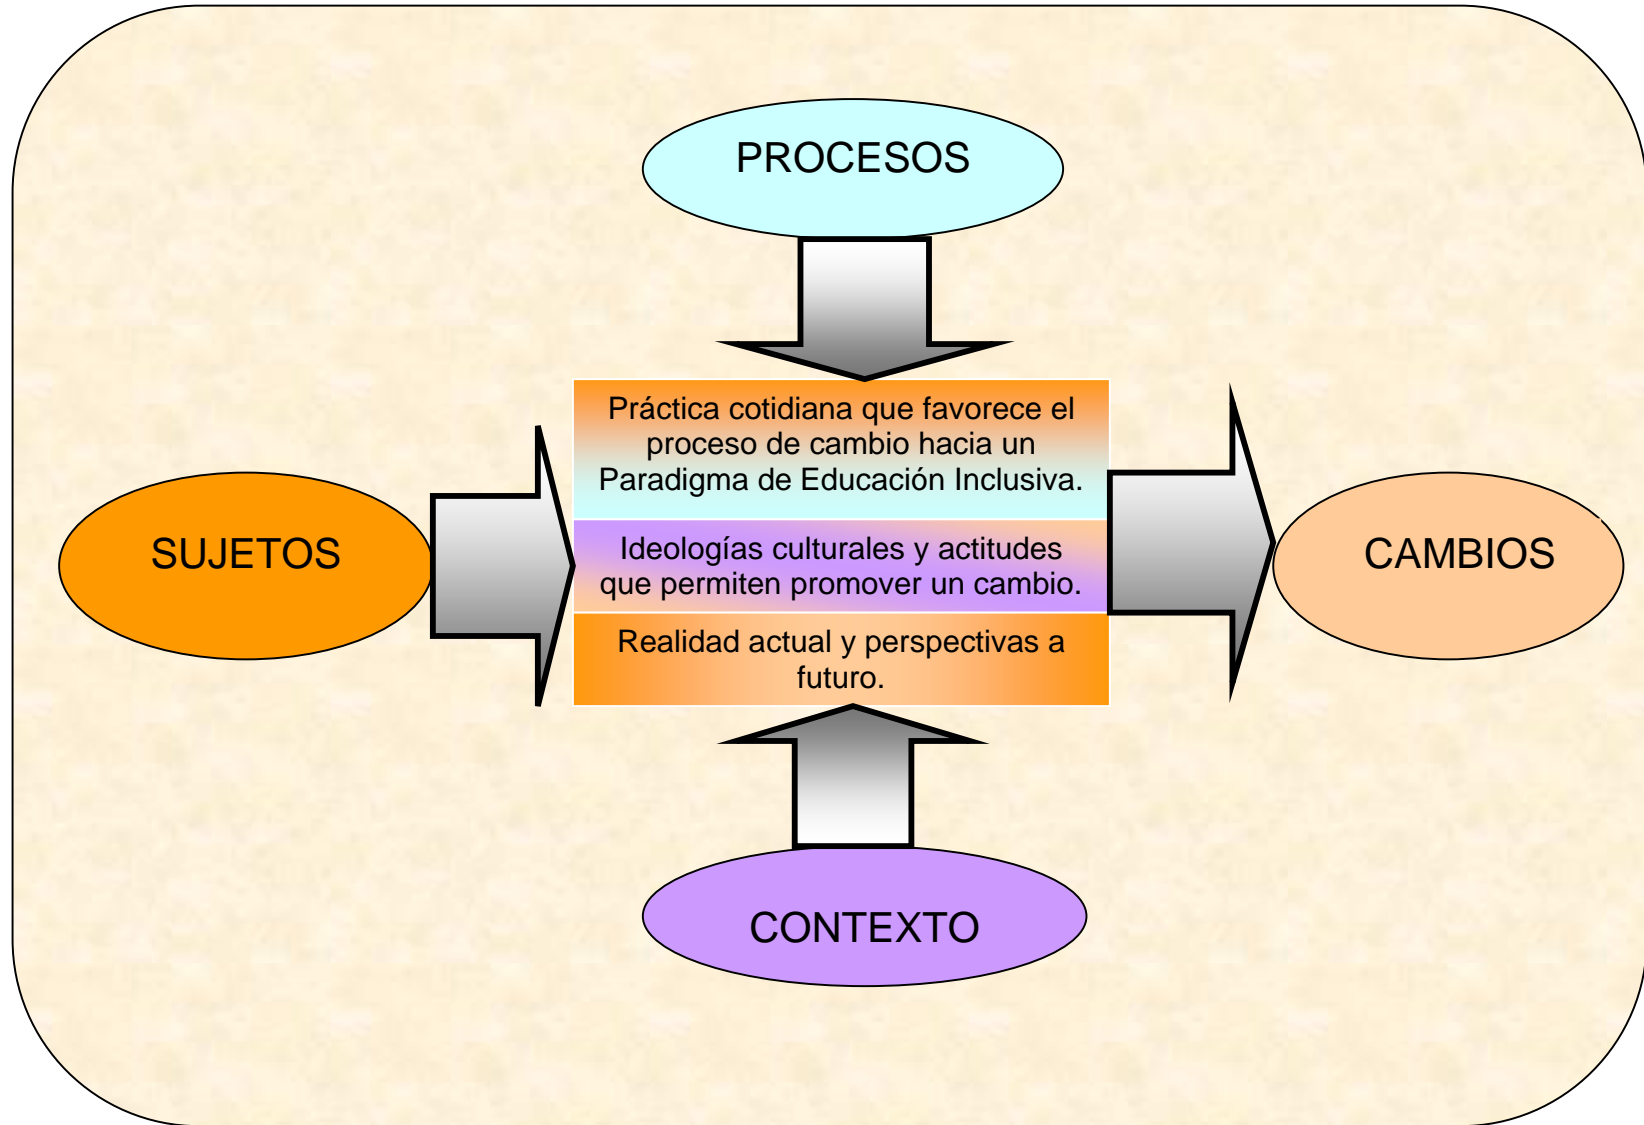 PROCESOS
Práctica cotidiana que favorece el
proceso de cambio hacia un
Paradigma de Educación Inclusiva.
SUJETOS
Ideologías culturales y actitudes
que permiten promover un cambio.
CAMBIOS
Realidad actual y perspectivas a
futuro.
CONTEXTO